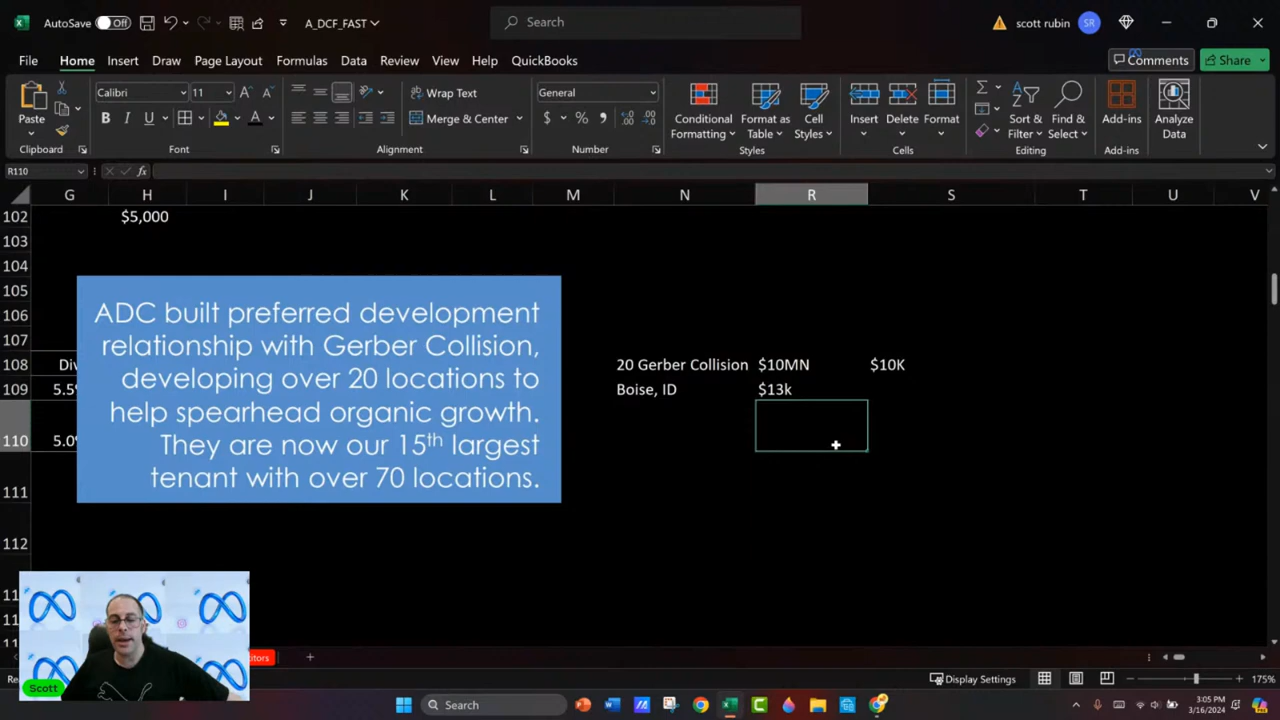 AutoSave
Off
A_DCF_FAST
Search
scott rubin
SR
File
Home
Insert
Draw
Page Layout
Formulas
Data
Review
View
Help
QuickBooks
Comments
Share
Paste
Calibri
11
Wrap Text
General
Merge & Center
Conditional
Formatting
Format as
Table
Cell
Styles
Insert
Delete
Format
Sort &
Filter
Find &
Select
Add-ins
Analyze
Data
Clipboard
Font
Alignment
Number
Styles
Cells
Editing
Add-ins
R110
G H I J K L M N R S T U V
102 $5,000
103
104
105
106
107
108 Div 20 Gerber Collision $10MN $10K
109 5.5% Boise, ID $13k
110 5.0%
111
112
ADC built preferred development
relationship with Gerber Collision,
developing over 20 locations to
help spearhead organic growth.
They are now our 15th largest
tenant with over 70 locations.
Scott
Display Settings
175%
Search
3:05 PM
3/16/2024